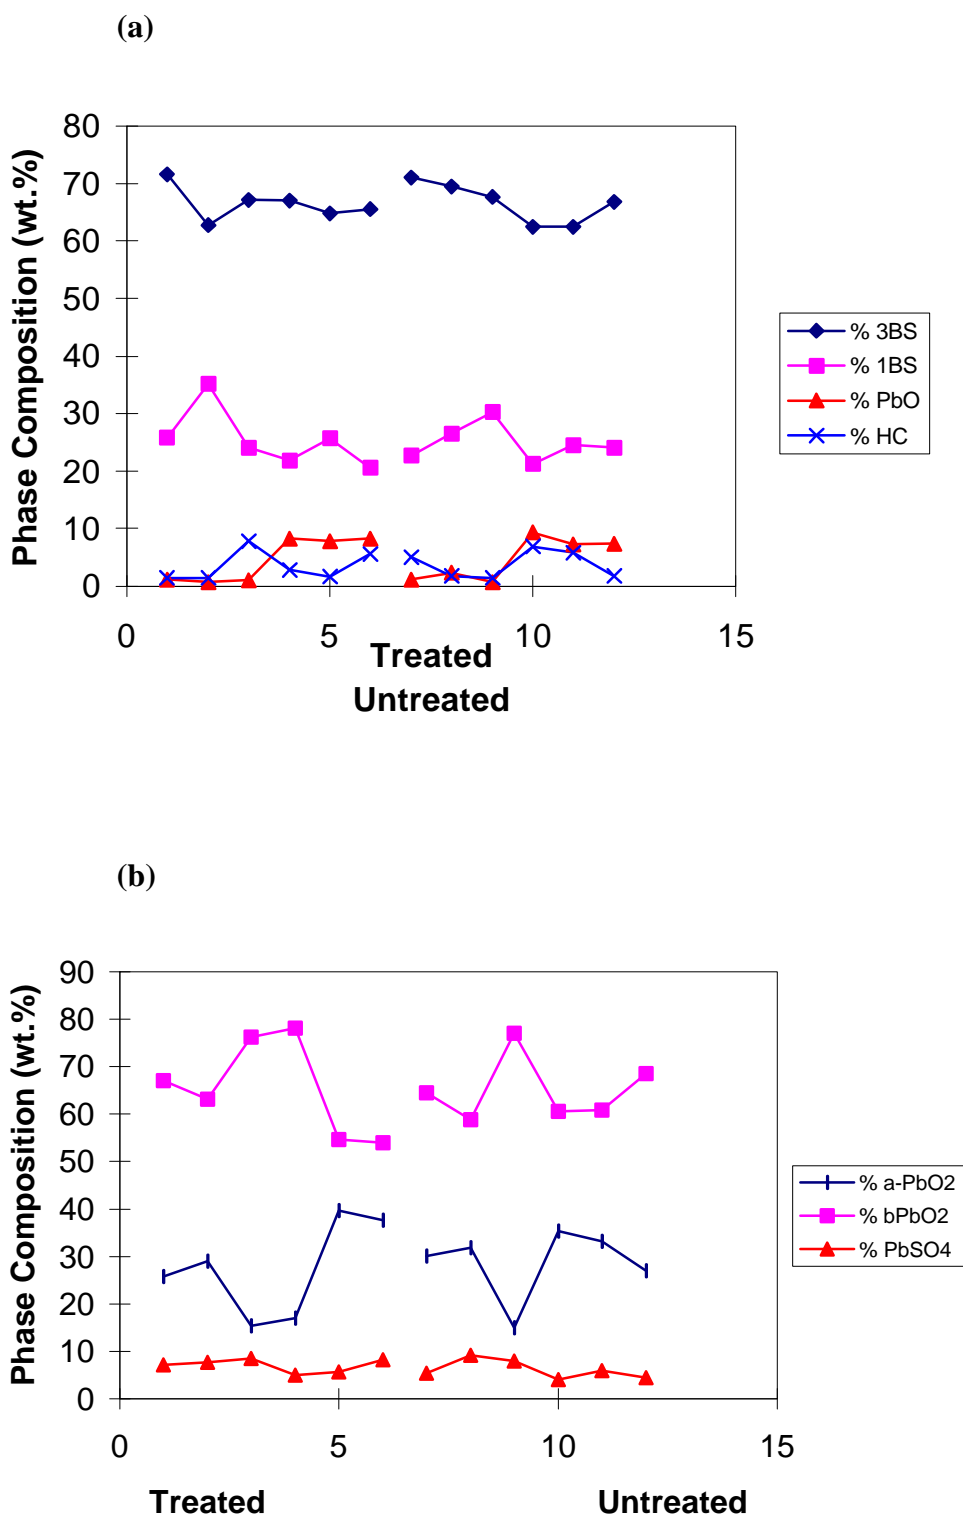 (a)
Phase Composition (wt.%)
80
70
60
50
40
30
20
10
0
0 5 10 15
Treated
Untreated
% 3BS
% 1BS
% PbO
% HC
(b)
Phase Composition (wt.%)
90
80
70
60
50
40
30
20
10
0
0 5 10 15
Treated Untreated
% a-PbO2
% bPbO2
% PbSO4